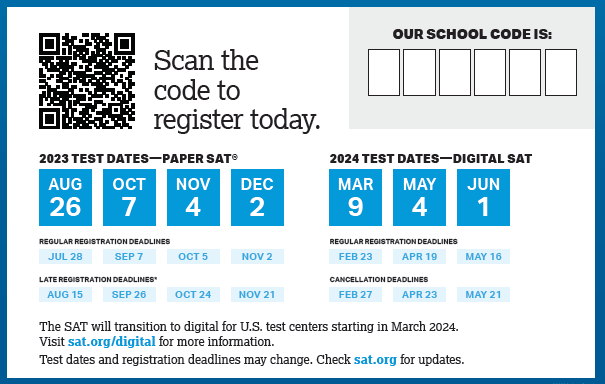 Scan the
code to
register today.
OUR SCHOOL CODE IS:
2023 TEST DATES—PAPER SAT®
AUG 26
OCT 7
NOV 4
DEC 2
REGULAR REGISTRATION DEADLINES
JUL 28 SEP 7 OCT 5 NOV 2
LATE REGISTRATION DEADLINES*
AUG 15 SEP 26 OCT 24 NOV 21
2024 TEST DATES—DIGITAL SAT
MAR 9
MAY 4
JUN 1
REGULAR REGISTRATION DEADLINES
FEB 23 APR 19 MAY 16
CANCELLATION DEADLINES
FEB 27 APR 23 MAY 21
The SAT will transition to digital for U.S. test centers starting in March 2024.
Visit sat.org/digital for more information.
Test dates and registration deadlines may change. Check sat.org for updates.